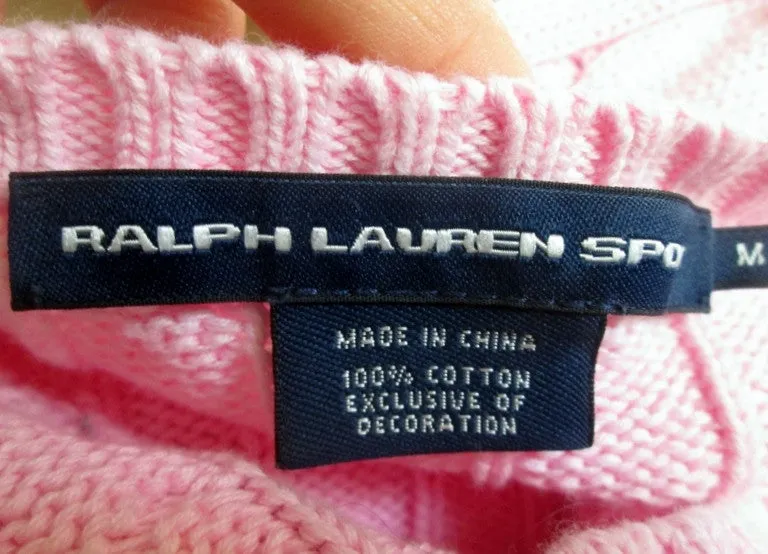 RALPH LAUREN SPO
M
MADE IN CHINA
100% COTTON
EXCLUSIVE OF
DECORATION